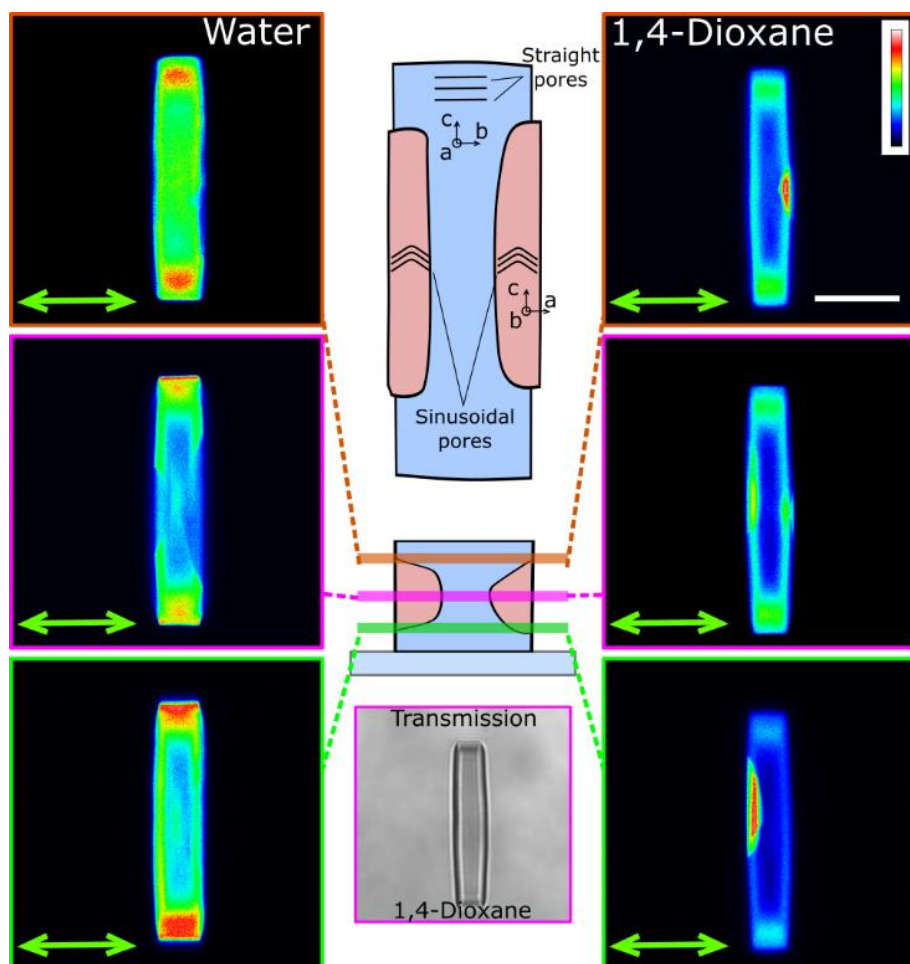 Water
Straight
pores
c
b
a
c
a
b
Sinusoidal
pores
1,4-Dioxane
Transmission
1,4-Dioxane